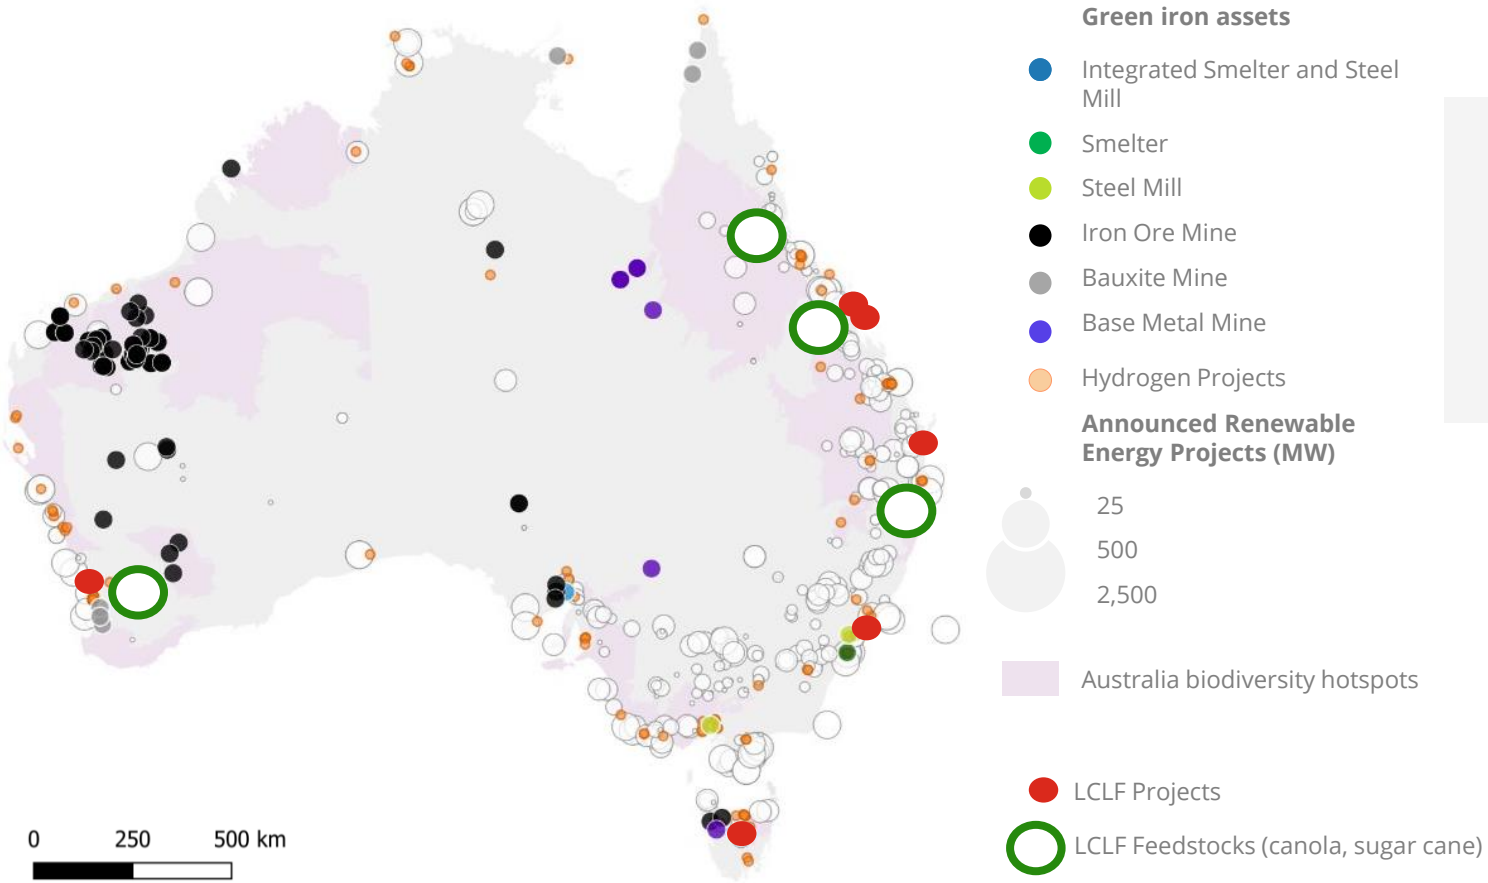 Green iron assets
Integrated Smelter and Steel
Mill
Smelter
Steel Mill
Iron Ore Mine
Bauxite Mine
Base Metal Mine
Hydrogen Projects
Announced Renewable
Energy Projects (MW)
25
500
2,500
Australia biodiversity hotspots
LCLF Projects
LCLF Feedstocks (canola, sugar cane)
0 250 500 km